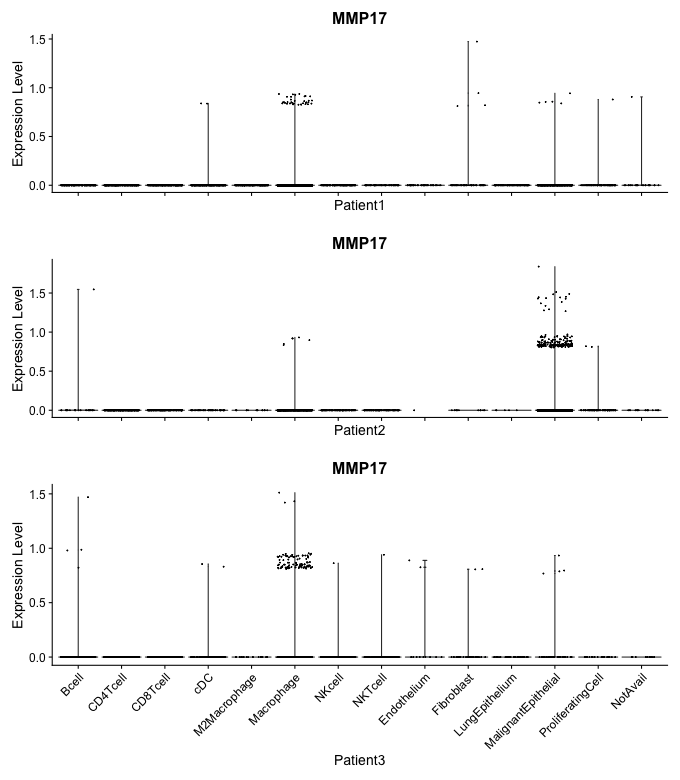 MMP17
1.5
1.0
0.5
0.0
Expression Level
Patient1
MMP17
1.5
1.0
0.5
0.0
Expression Level
Patient2
MMP17
1.5
1.0
0.5
0.0
Expression Level
Bcell
CD4Tcell
CD8Tcell
cDC
M2Macrophage
Macrophage
NKcell
NKTcell
Endothelium
Fibroblast
LungEpithelium
MalignantEpithelial
ProliferatingCell
NotAvail
Patient3